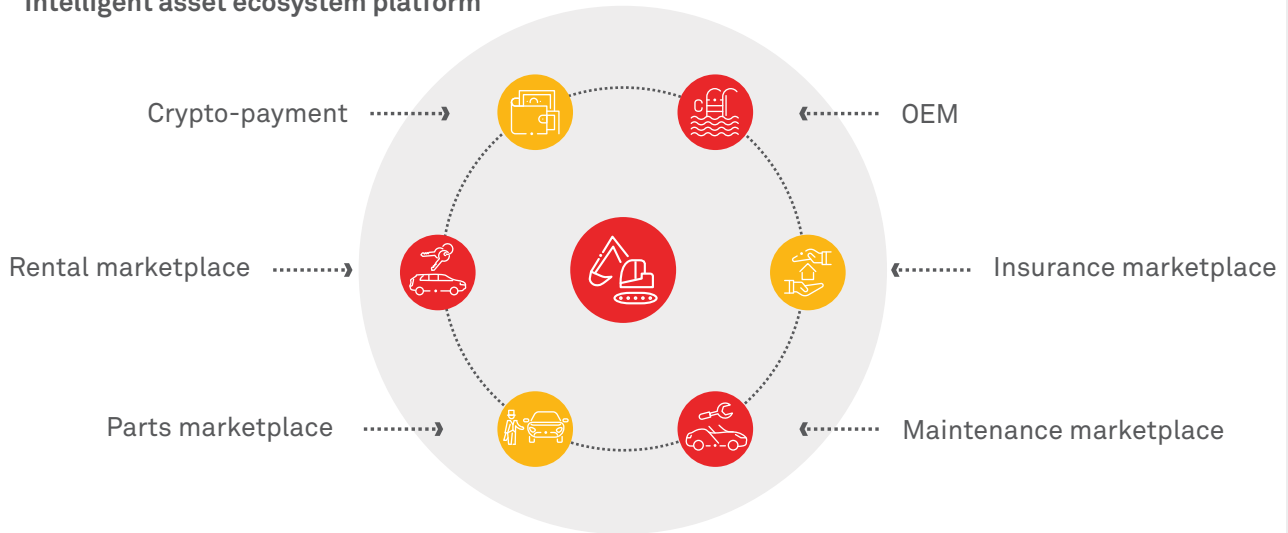 Intelligent asset ecosystem platform
Crypto-payment
OEM
Rental marketplace
Insurance marketplace
Parts marketplace
Maintenance marketplace